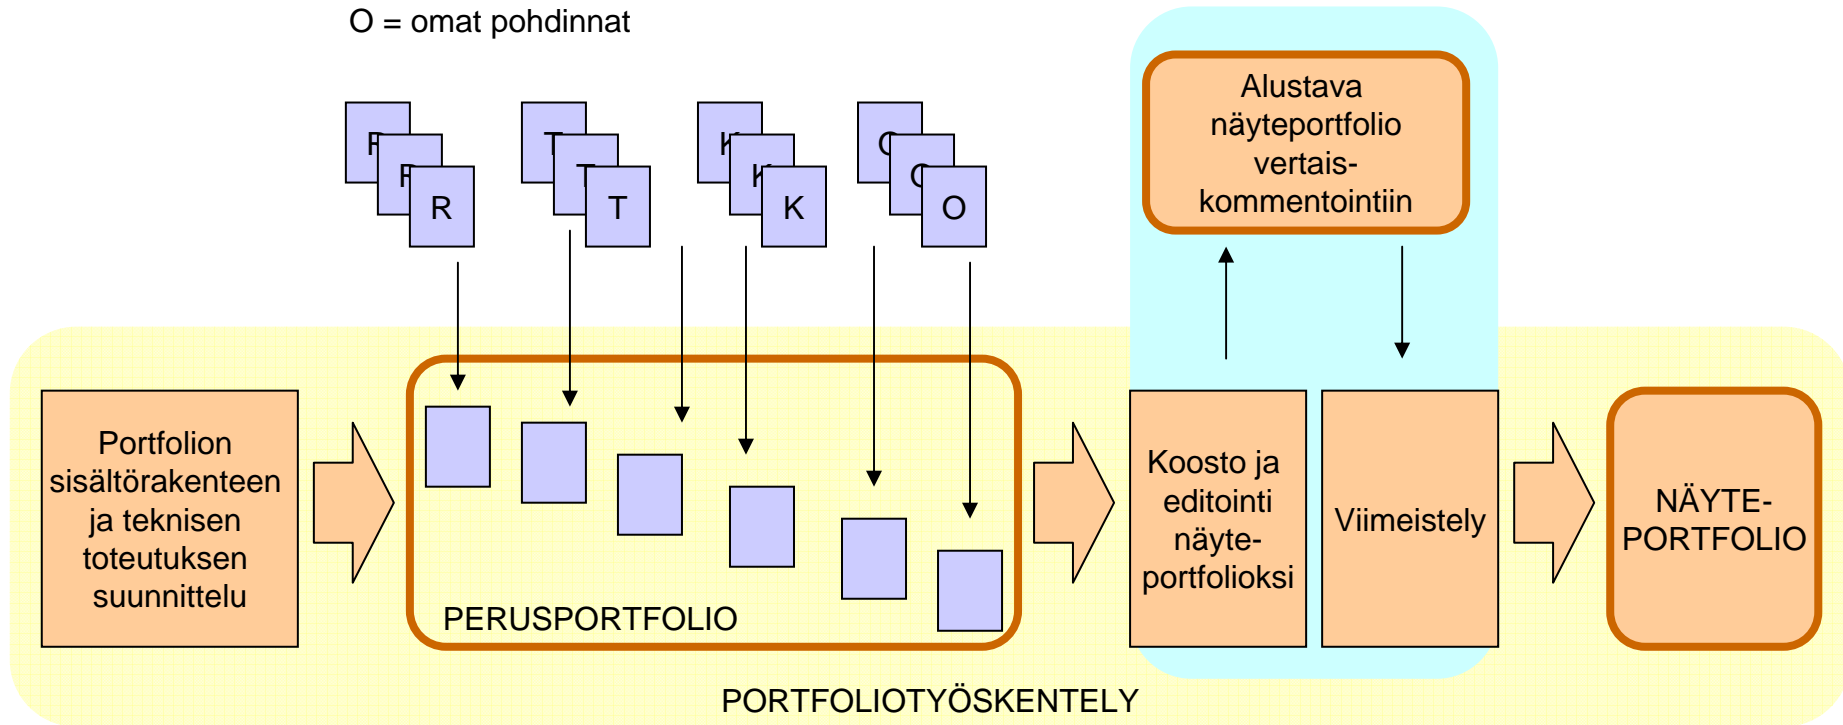 O = omat pohdinnat
R
R
R
T
T
T
K
K
K
O
O
O
Alustava
näyteportfolio
vertais-
kommentointiin
Portfolion
sisältörakenteen
ja teknisen
toteutuksen
suunnittelu
PERUSPORTFOLIO
Koosto ja
editointi
näyte-
portfolioksi
Viimeistely
NÄYTE-
PORTFOLIO
PORTFOLIOTYÖSKENTELY